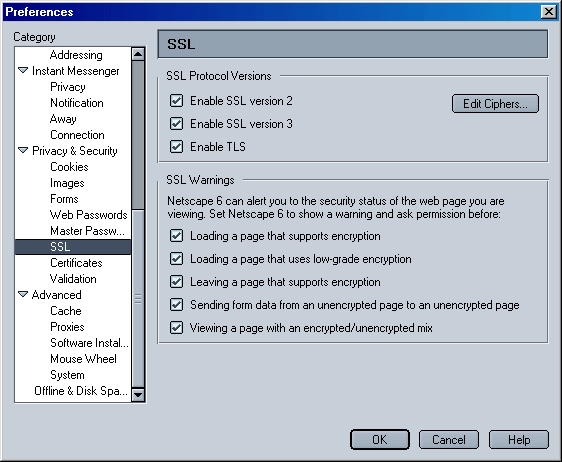 Preferences
Category
Addressing
Instant Messenger
Privacy
Notification
Away
Connection
Privacy & Security
Cookies
Images
Forms
Web Passwords
Master Passw...
SSL
Certificates
Validation
Advanced
Cache
Proxies
Software Instal...
Mouse Wheel
System
Offline & Disk Spa...
SSL
SSL Protocol Versions
Enable SSL version 2
Edit Ciphers...
Enable SSL version 3
Enable TLS
SSL Warnings
Netscape 6 can alert you to the security status of the web page you are
viewing. Set Netscape 6 to show a warning and ask permission before:
Loading a page that supports encryption
Loading a page that uses low-grade encryption
Leaving a page that supports encryption
Sending form data from an unencrypted page to an unencrypted page
Viewing a page with an encrypted/unencrypted mix
OK
Cancel
Help